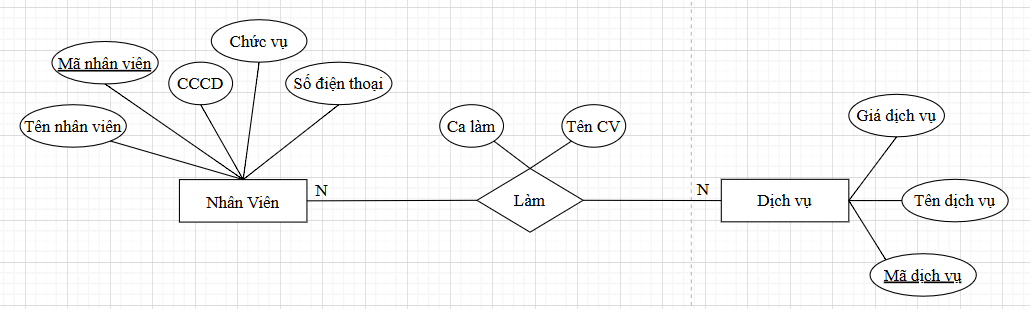 Chức vụ
Mã nhân viên
CCCD
Số điện thoại
Tên nhân viên
Ca làm
Tên CV
Giá dịch vụ
Nhân Viên
N
Làm
N
Dịch vụ
Tên dịch vụ
Mã dịch vụ